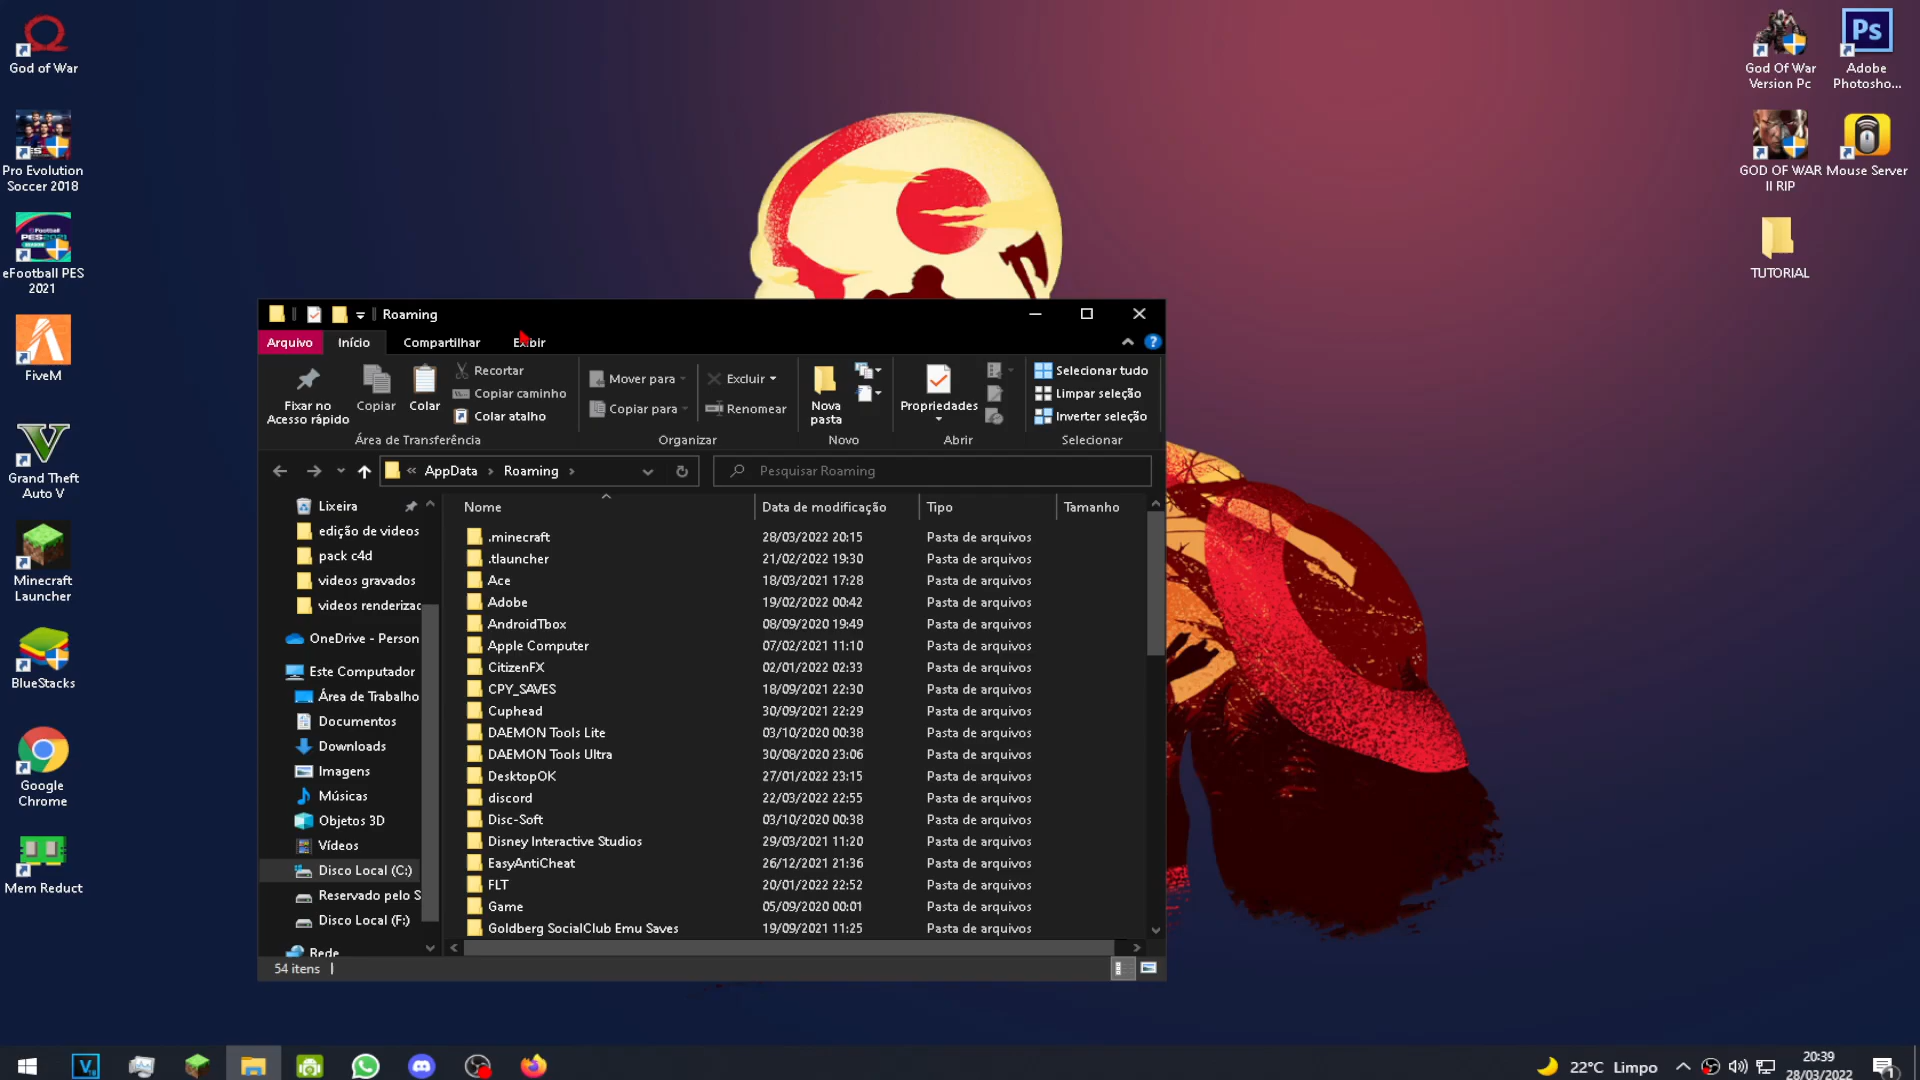 God of War
Pro Evolution
Soccer 2018
eFootball PES
2021
FiveM
Grand Theft
Auto V
Minecraft
Launcher
BlueStacks
Google
Chrome
Mem Reduct
God Of War
Version Pc
Adobe
Photosho...
GOD OF WAR
II RIP
Mouse Server
TUTORIAL
Roaming
Arquivo Início Compartilhar Exibir
Fixar no
Acesso rápido
Copiar
Colar
Recortar
Copiar caminho
Colar atalho
Área de Transferência
Mover para
Copiar para
Excluir
Renomear
Organizar
Nova
pasta
Novo
Propriedades
Abrir
Selecionar tudo
Limpar seleção
Inverter seleção
Selecionar
« AppData > Roaming >
Pesquisar Roaming
Lixeira
edição de videos
pack c4d
videos gravados
videos renderizac
OneDrive - Person
Este Computador
Área de Trabalho
Documentos
Downloads
Imagens
Músicas
Objetos 3D
Vídeos
Disco Local (C:)
Reservado pelo S
Disco Local (F:)
Rede
Nome Data de modificação Tipo Tamanho
.minecraft 28/03/2022 20:15 Pasta de arquivos
.tlauncher 21/02/2022 19:30 Pasta de arquivos
Ace 18/03/2021 17:28 Pasta de arquivos
Adobe 19/02/2022 00:42 Pasta de arquivos
AndroidTbox 08/09/2020 19:49 Pasta de arquivos
Apple Computer 07/02/2021 11:10 Pasta de arquivos
CitizenFX 02/01/2022 02:33 Pasta de arquivos
CPY_SAVES 18/09/2021 22:30 Pasta de arquivos
Cuphead 30/09/2021 22:29 Pasta de arquivos
DAEMON Tools Lite 03/10/2020 00:38 Pasta de arquivos
DAEMON Tools Ultra 30/08/2020 23:06 Pasta de arquivos
DesktopOK 27/01/2022 23:15 Pasta de arquivos
discord 22/03/2022 22:55 Pasta de arquivos
Disc-Soft 03/10/2020 00:38 Pasta de arquivos
Disney Interactive Studios 29/03/2021 11:20 Pasta de arquivos
EasyAntiCheat 26/12/2021 21:36 Pasta de arquivos
FLT 20/01/2022 22:52 Pasta de arquivos
Game 05/09/2020 00:01 Pasta de arquivos
Goldberg SocialClub Emu Saves 19/09/2021 11:25 Pasta de arquivos
54 itens
22°C Limpo
20:39
28/03/2022